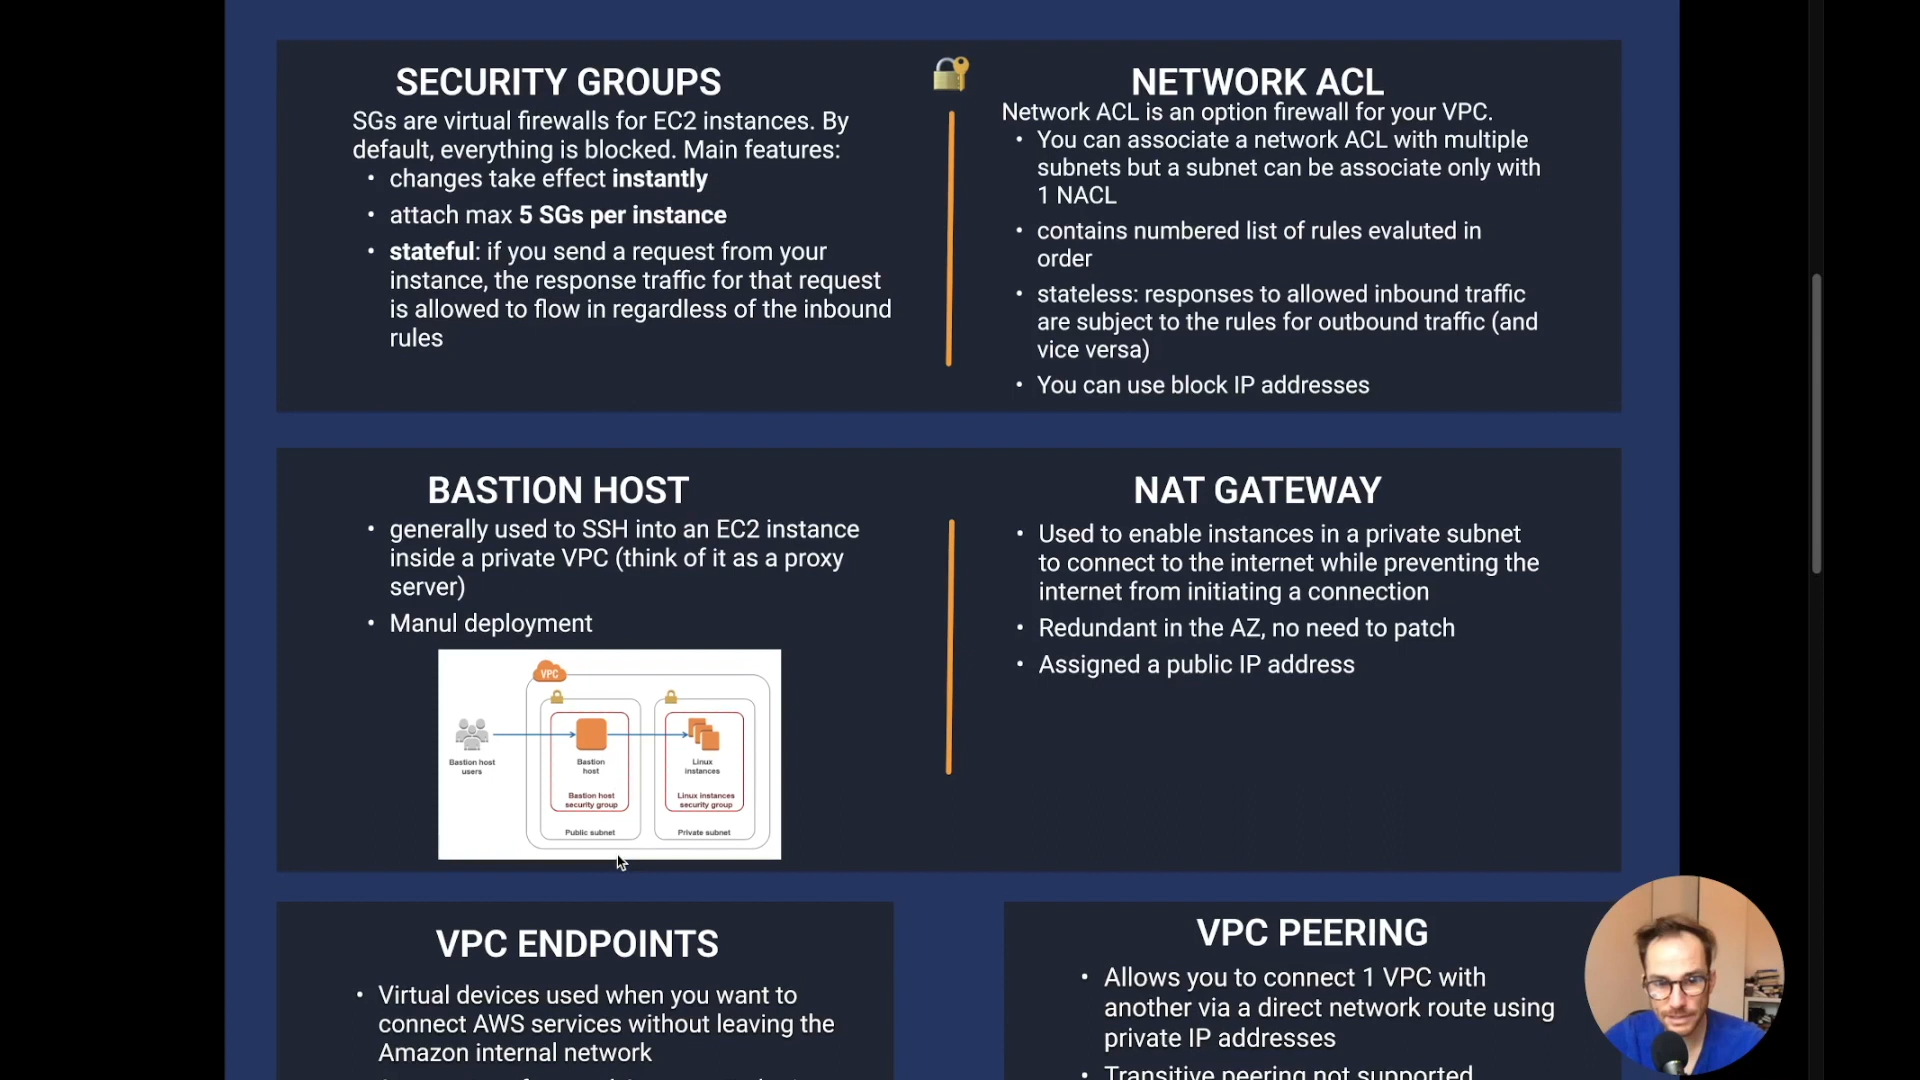 SECURITY GROUPS
SGs are virtual firewalls for EC2 instances. By
default, everything is blocked. Main features:
• changes take effect instantly
• attach max 5 SGs per instance
• stateful: if you send a request from your
instance, the response traffic for that request
is allowed to flow in regardless of the inbound
rules
NETWORK ACL
Network ACL is an option firewall for your VPC.
• You can associate a network ACL with multiple
subnets but a subnet can be associate only with
1 NACL
• contains numbered list of rules evaluted in
order
• stateless: responses to allowed inbound traffic
are subject to the rules for outbound traffic (and
vice versa)
• You can use block IP addresses
BASTION HOST
• generally used to SSH into an EC2 instance
inside a private VPC (think of it as a proxy
server)
• Manul deployment
VPC
Bastion host
users
Bastion
host
Bastion host
security group
Public subnet
Linux
instances
Linux instances
security group
Private subnet
NAT GATEWAY
• Used to enable instances in a private subnet
to connect to the internet while preventing the
internet from initiating a connection
• Redundant in the AZ, no need to patch
• Assigned a public IP address
VPC ENDPOINTS
• Virtual devices used when you want to
connect AWS services without leaving the
Amazon internal network
VPC PEERING
• Allows you to connect 1 VPC with
another via a direct network route using
private IP addresses
• Transitive peering not supported